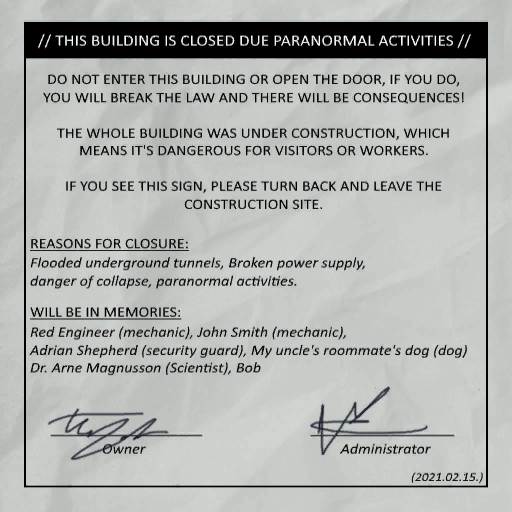 // THIS BUILDING IS CLOSED DUE PARANORMAL ACTIVITIES //
DO NOT ENTER THIS BUILDING OR OPEN THE DOOR, IF YOU DO,
YOU WILL BREAK THE LAW AND THERE WILL BE CONSEQUENCES!
THE WHOLE BUILDING WAS UNDER CONSTRUCTION, WHICH
MEANS IT'S DANGEROUS FOR VISITORS OR WORKERS.
IF YOU SEE THIS SIGN, PLEASE TURN BACK AND LEAVE THE
CONSTRUCTION SITE.
REASONS FOR CLOSURE:
Flooded underground tunnels, Broken power supply,
danger of collapse, paranormal activities.
WILL BE IN MEMORIES:
Red Engineer (mechanic), John Smith (mechanic),
Adrian Shepherd (security guard), My uncle's roommate's dog (dog)
Dr. Arne Magnusson (Scientist), Bob
Owner
Administrator
(2021.02.15.)